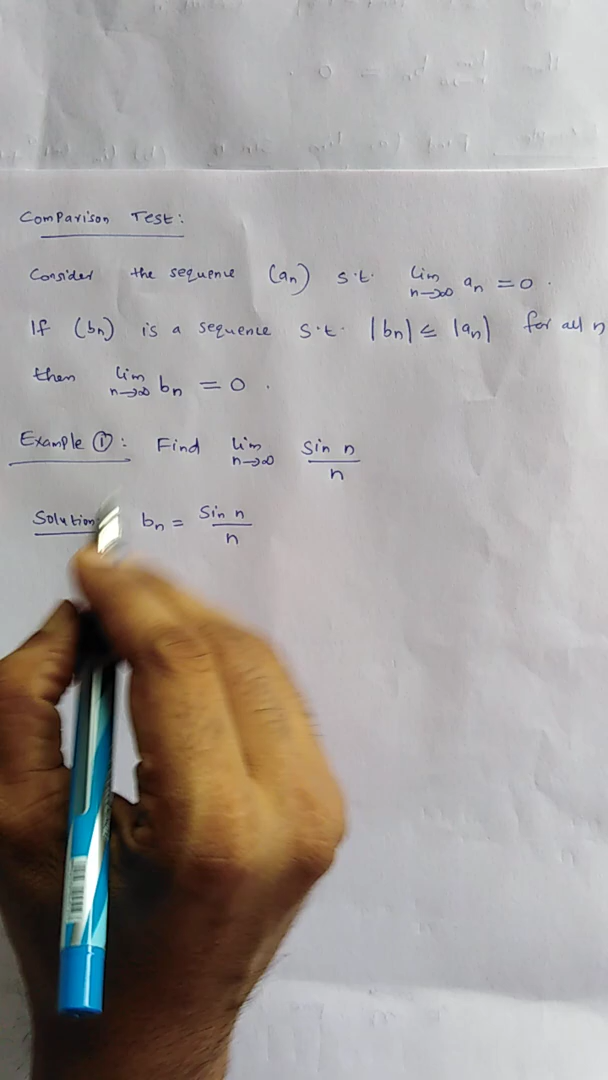 Comparison Test:
Consider the sequence (aₙ) s.t. lim n→∞ aₙ = 0.
If (bₙ) is a sequence s.t. |bₙ| ≤ |aₙ| for all n
then lim n→∞ bₙ = 0.
Example ①: Find lim n→∞ Sin n / n
Solution bₙ = Sin n / n